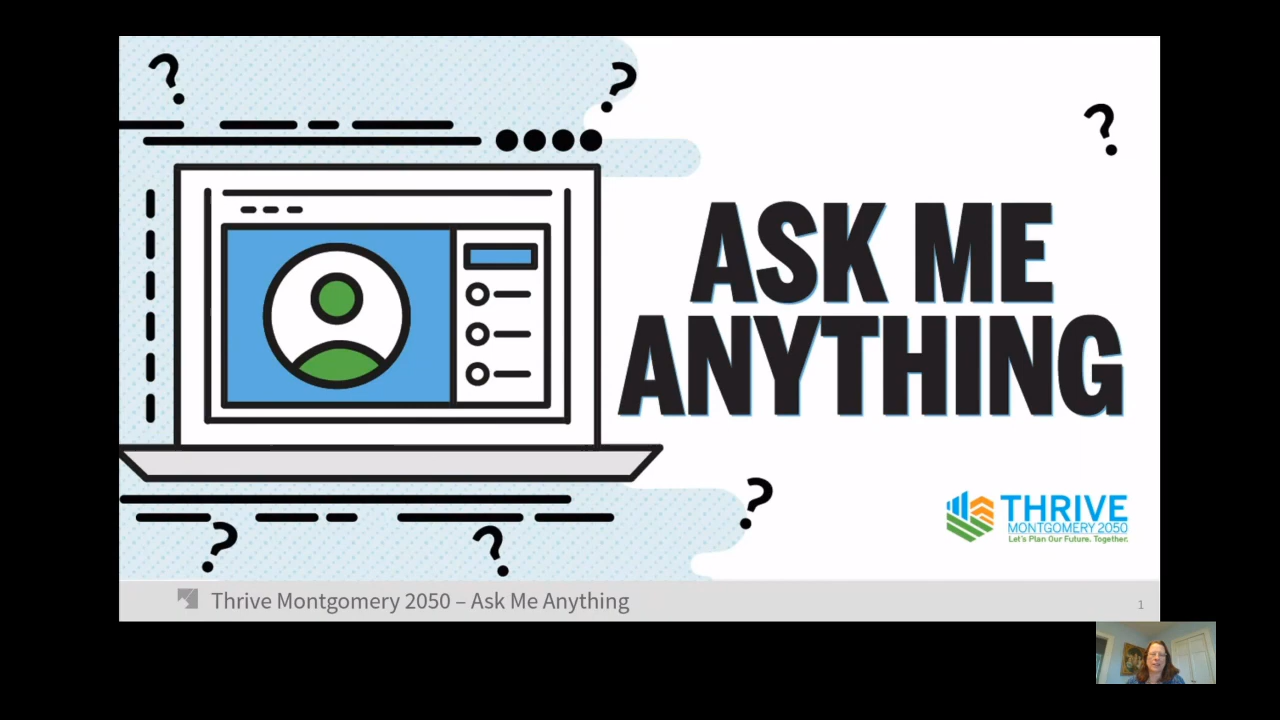 ASK ME
ANYTHING
THRIVE
MONTGOMERY 2050
Let's Plan Our Future. Together.
Thrive Montgomery 2050 – Ask Me Anything
1